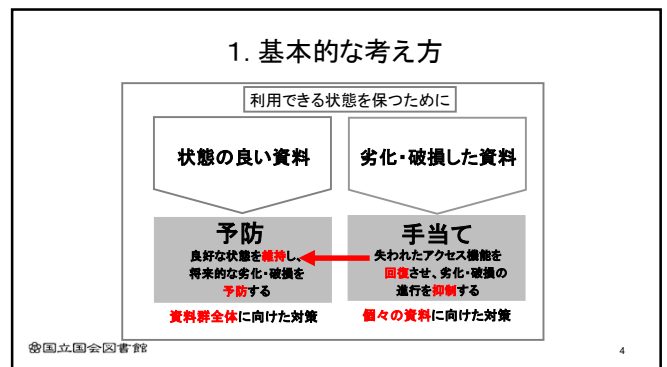 1. 基本的な考え方
利用できる状態を保つために
状態の良い資料
劣化・破損した資料
予防
良好な状態を維持し、
将来的な劣化・破損を
予防する
資料群全体に向けた対策
手当て
失われたアクセス機能を
回復させ、劣化・破損の
進行を抑制する
個々の資料に向けた対策
国立国会図書館
4